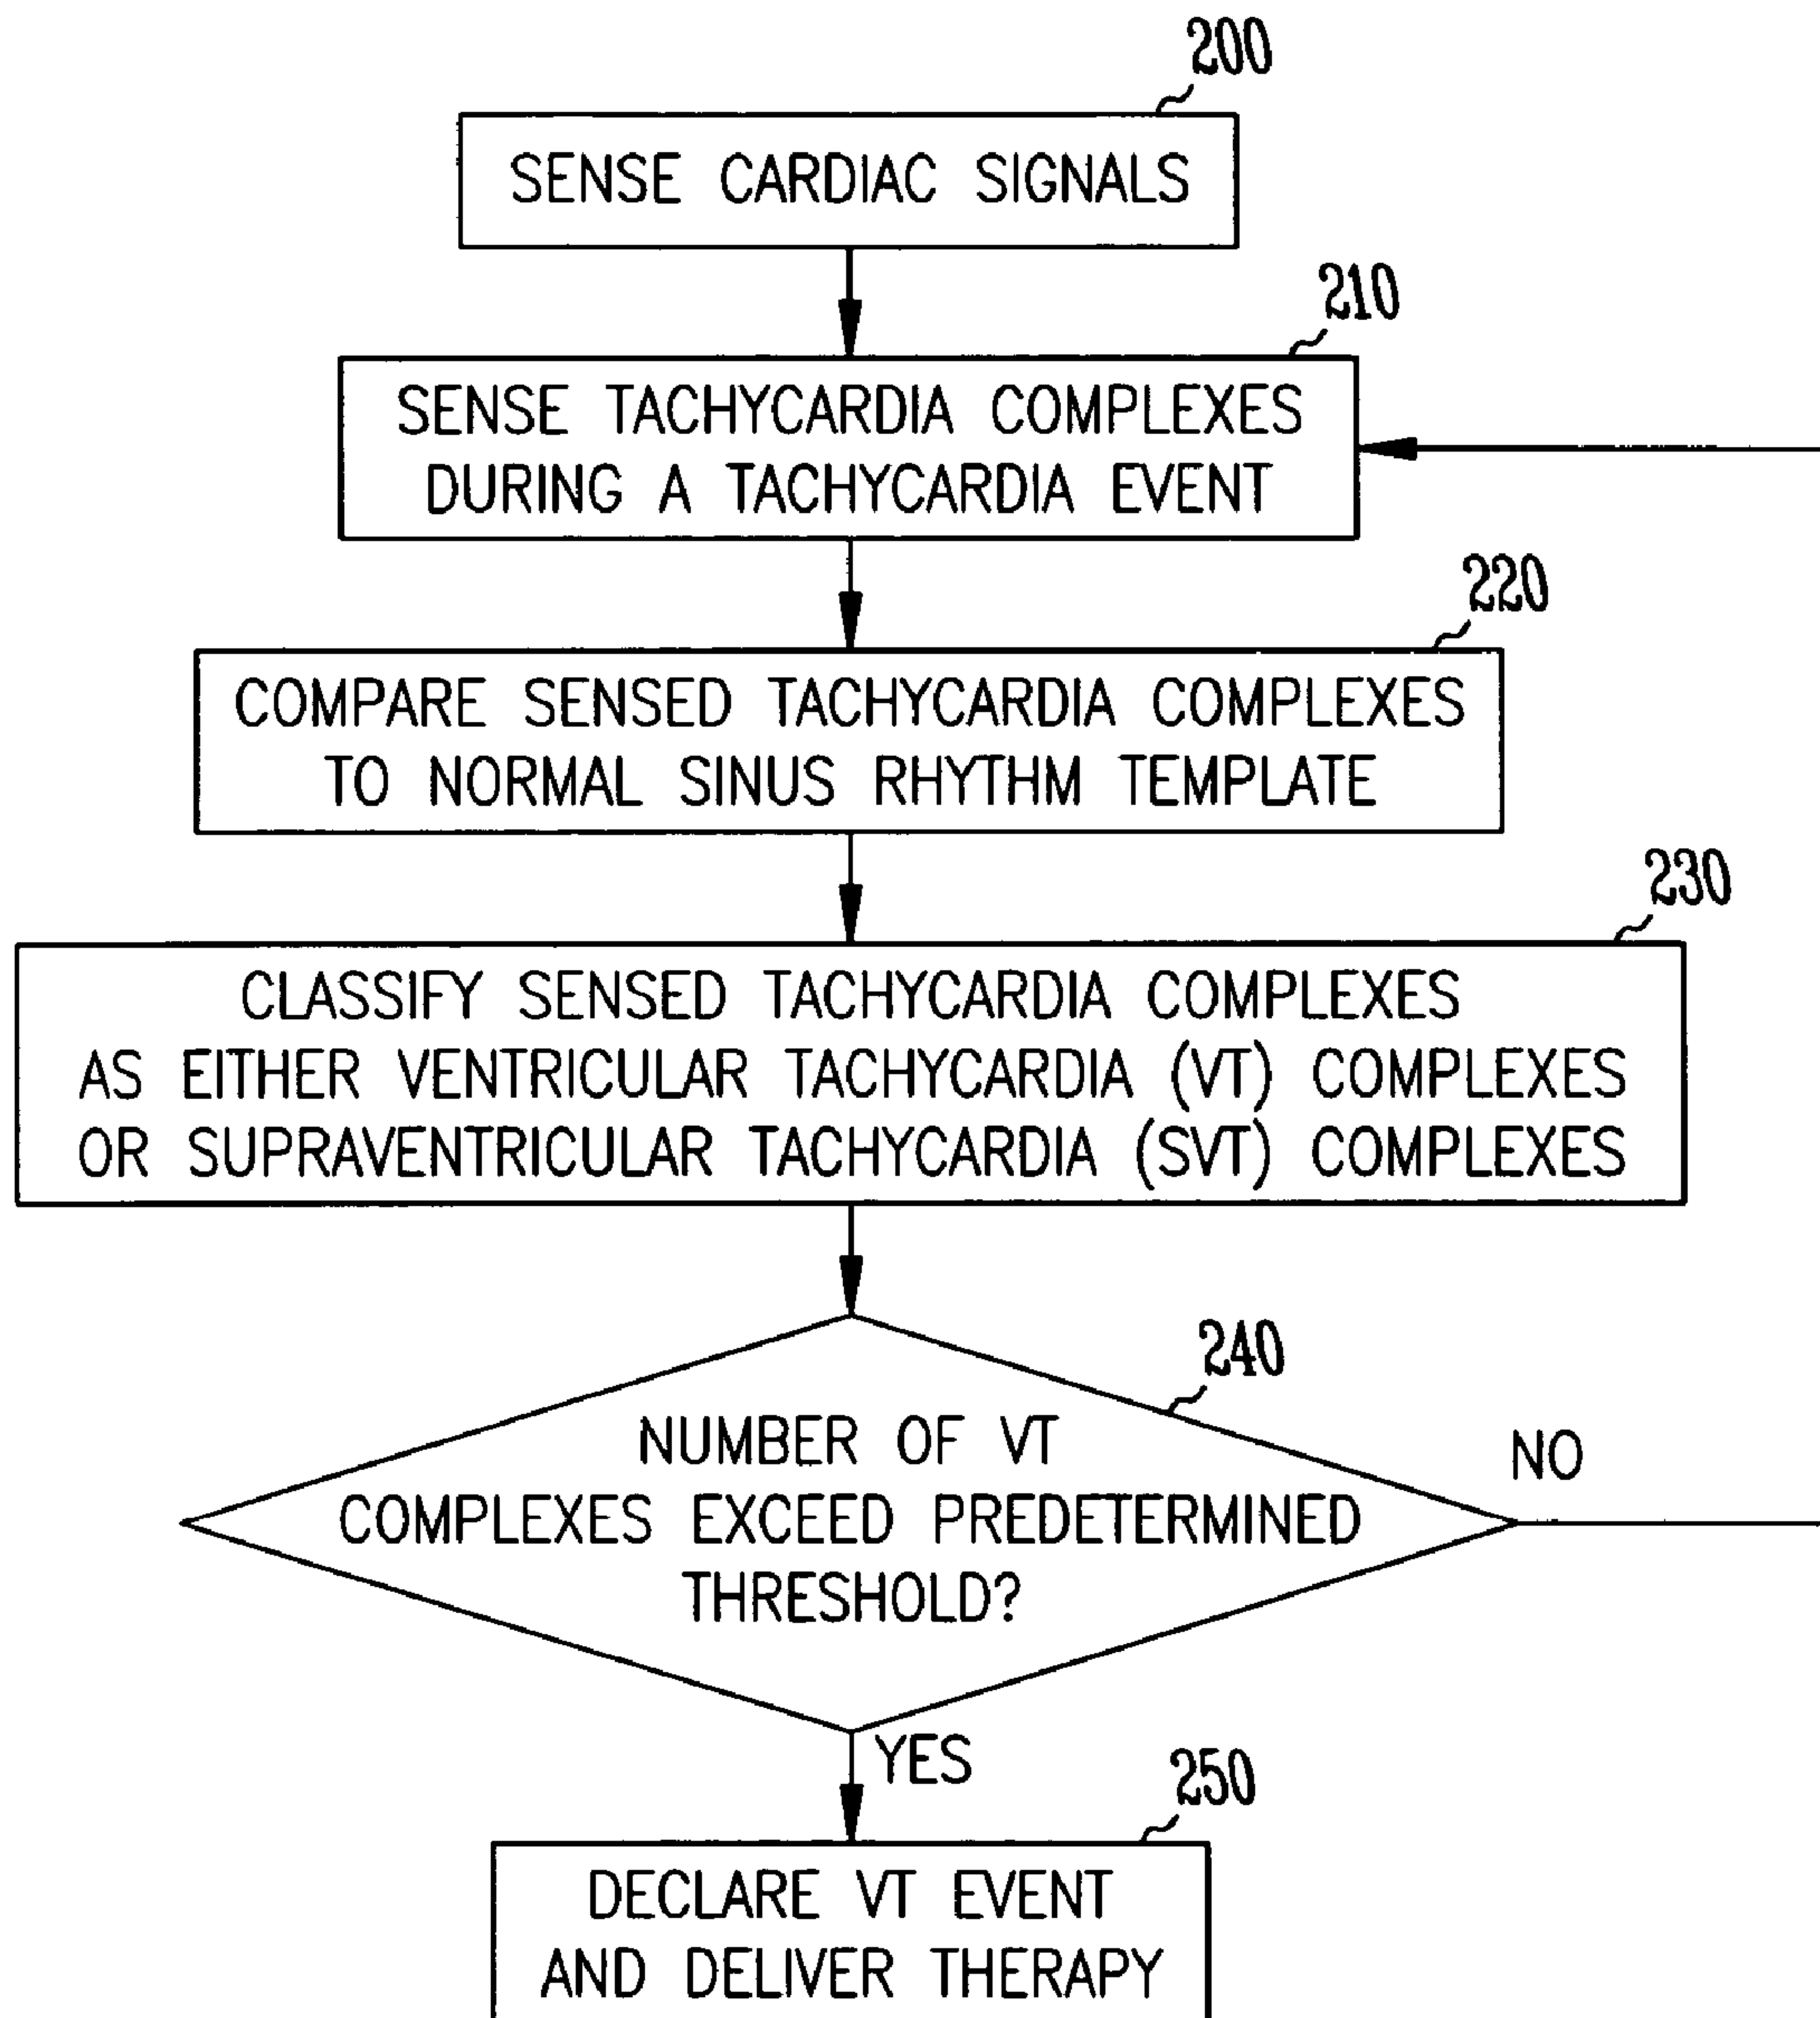 200
SENSE CARDIAC SIGNALS
210
SENSE TACHYCARDIA COMPLEXES
DURING A TACHYCARDIA EVENT
220
COMPARE SENSED TACHYCARDIA COMPLEXES
TO NORMAL SINUS RHYTHM TEMPLATE
230
CLASSIFY SENSED TACHYCARDIA COMPLEXES
AS EITHER VENTRICULAR TACHYCARDIA (VT) COMPLEXES
OR SUPRAVENTRICULAR TACHYCARDIA (SVT) COMPLEXES
240
NUMBER OF VT
COMPLEXES EXCEED PREDETERMINED
THRESHOLD?
NO
YES
250
DECLARE VT EVENT
AND DELIVER THERAPY